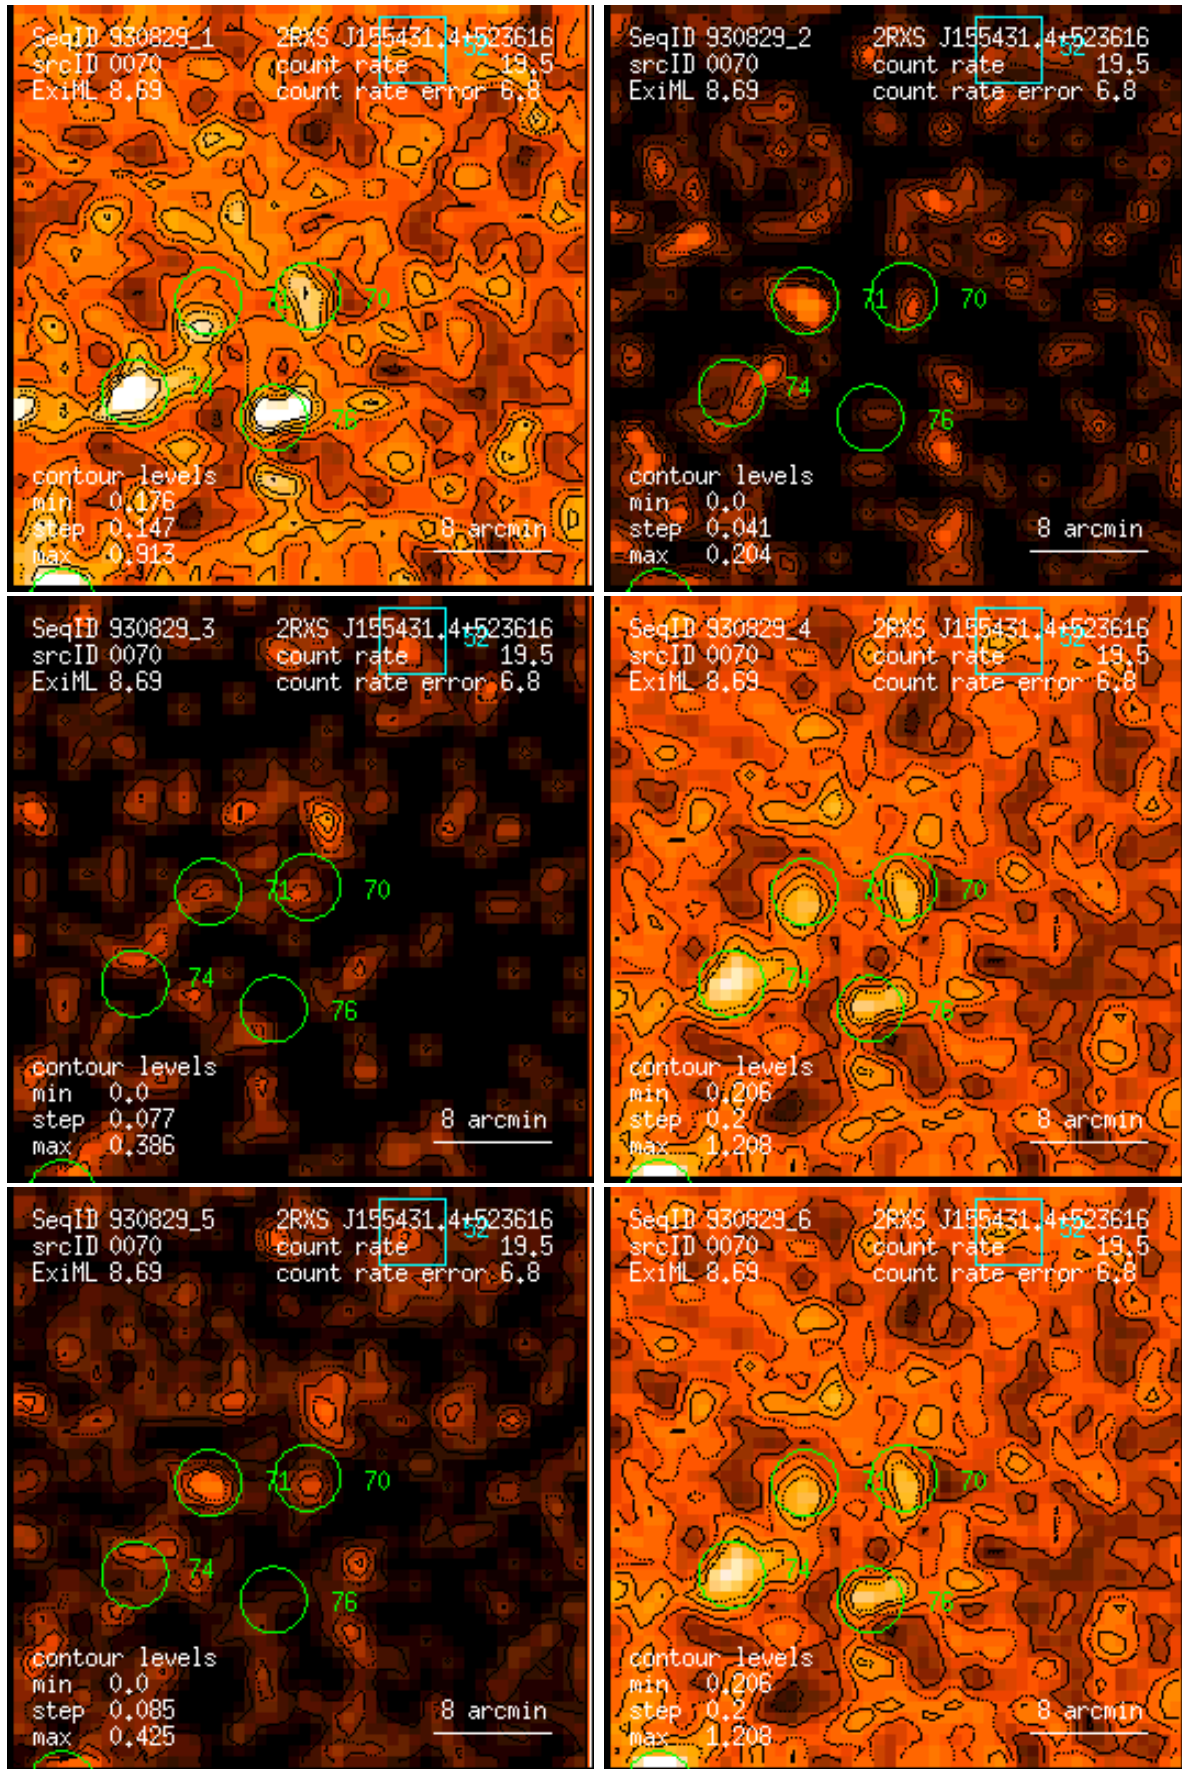 SeqID 930829_1 2RXS J155431.4+523616
srcID 0070 count rate 52 19.5
ExiML 8.69 count rate error 6.8
71 70
74
76
contour levels
min 0.176
step 0.147
max 0.913
8 arcmin
SeqID 930829_2 2RXS J155431.4+523616
srcID 0070 count rate 52 19.5
ExiML 8.69 count rate error 6.8
71 70
74
76
contour levels
min 0.0
step 0.041
max 0.204
8 arcmin
SeqID 930829_3 2RXS J155431.4+523616
srcID 0070 count rate 52 19.5
ExiML 8.69 count rate error 6.8
71 70
74
76
contour levels
min 0.0
step 0.077
max 0.386
8 arcmin
SeqID 930829_4 2RXS J155431.4+523616
srcID 0070 count rate 52 19.5
ExiML 8.69 count rate error 6.8
71 70
74
76
contour levels
min 0.206
step 0.2
max 1.208
8 arcmin
SeqID 930829_5 2RXS J155431.4+523616
srcID 0070 count rate 52 19.5
ExiML 8.69 count rate error 6.8
71 70
74
76
contour levels
min 0.0
step 0.085
max 0.425
8 arcmin
SeqID 930829_6 2RXS J155431.4+523616
srcID 0070 count rate 52 19.5
ExiML 8.69 count rate error 6.8
71 70
74
76
contour levels
min 0.206
step 0.2
max 1.208
8 arcmin